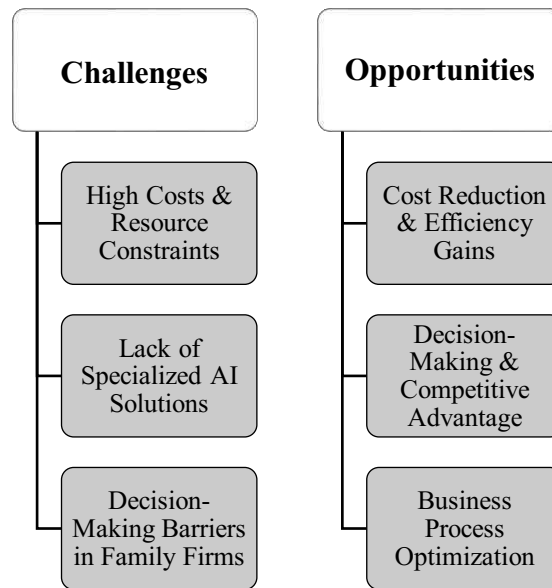 Challenges
High Costs &
Resource
Constraints
Lack of
Specialized AI
Solutions
Decision-
Making Barriers
in Family Firms
Opportunities
Cost Reduction
& Efficiency
Gains
Decision-
Making &
Competitive
Advantage
Business
Process
Optimization